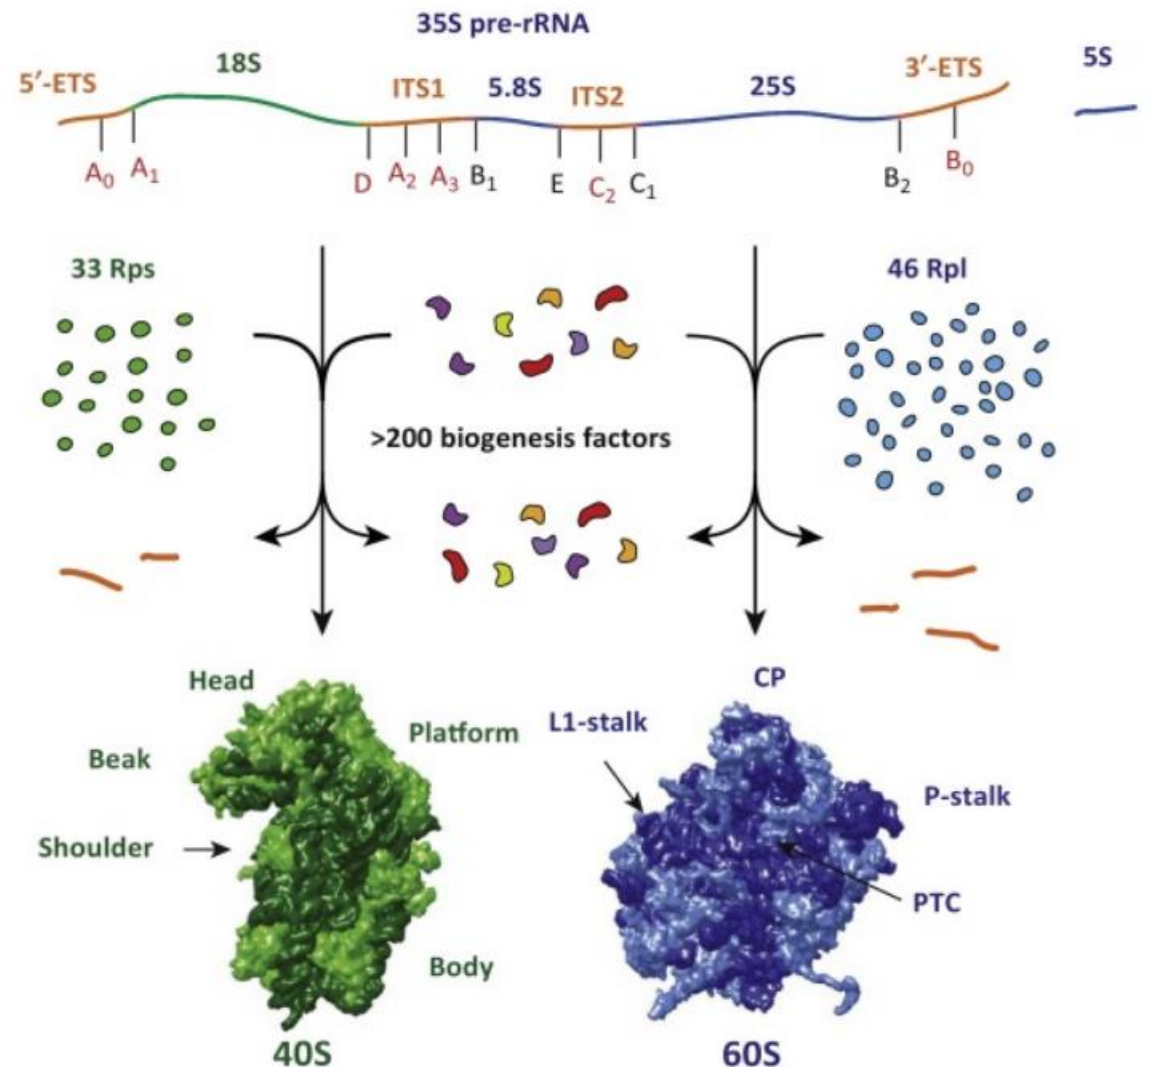 35S pre-rRNA
5′-ETS
18S
ITS1
5.8S
ITS2
25S
3′-ETS
5S
A0
A1
D
A2
A3
B1
E
C2
C1
B2
B0
33 Rps
46 Rpl
>200 biogenesis factors
Head
Platform
Beak
Shoulder
Body
40S
CP
L1-stalk
P-stalk
PTC
60S